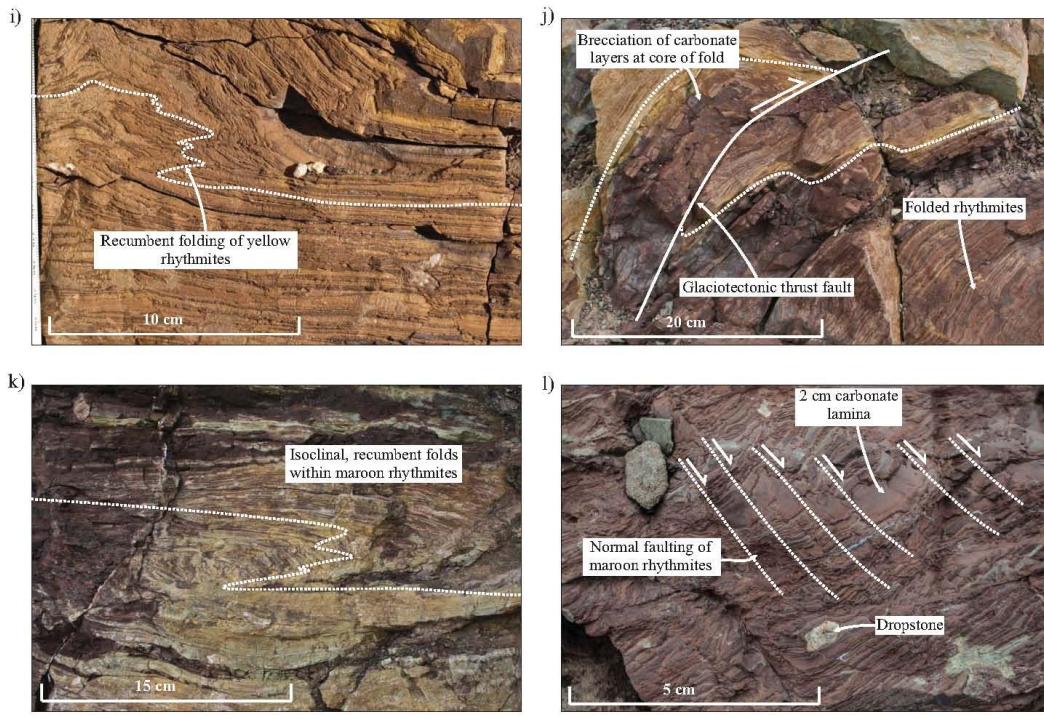 i)
Recumbent folding of yellow
rhythmites
10 cm
j)
Brecciation of carbonate
layers at core of fold
Folded rhythmites
Glaciotectonic thrust fault
20 cm
k)
Isoclinal, recumbent folds
within maroon rhythmites
15 cm
l)
2 cm carbonate
lamina
Normal faulting of
maroon rhythmites
Dropstone
5 cm